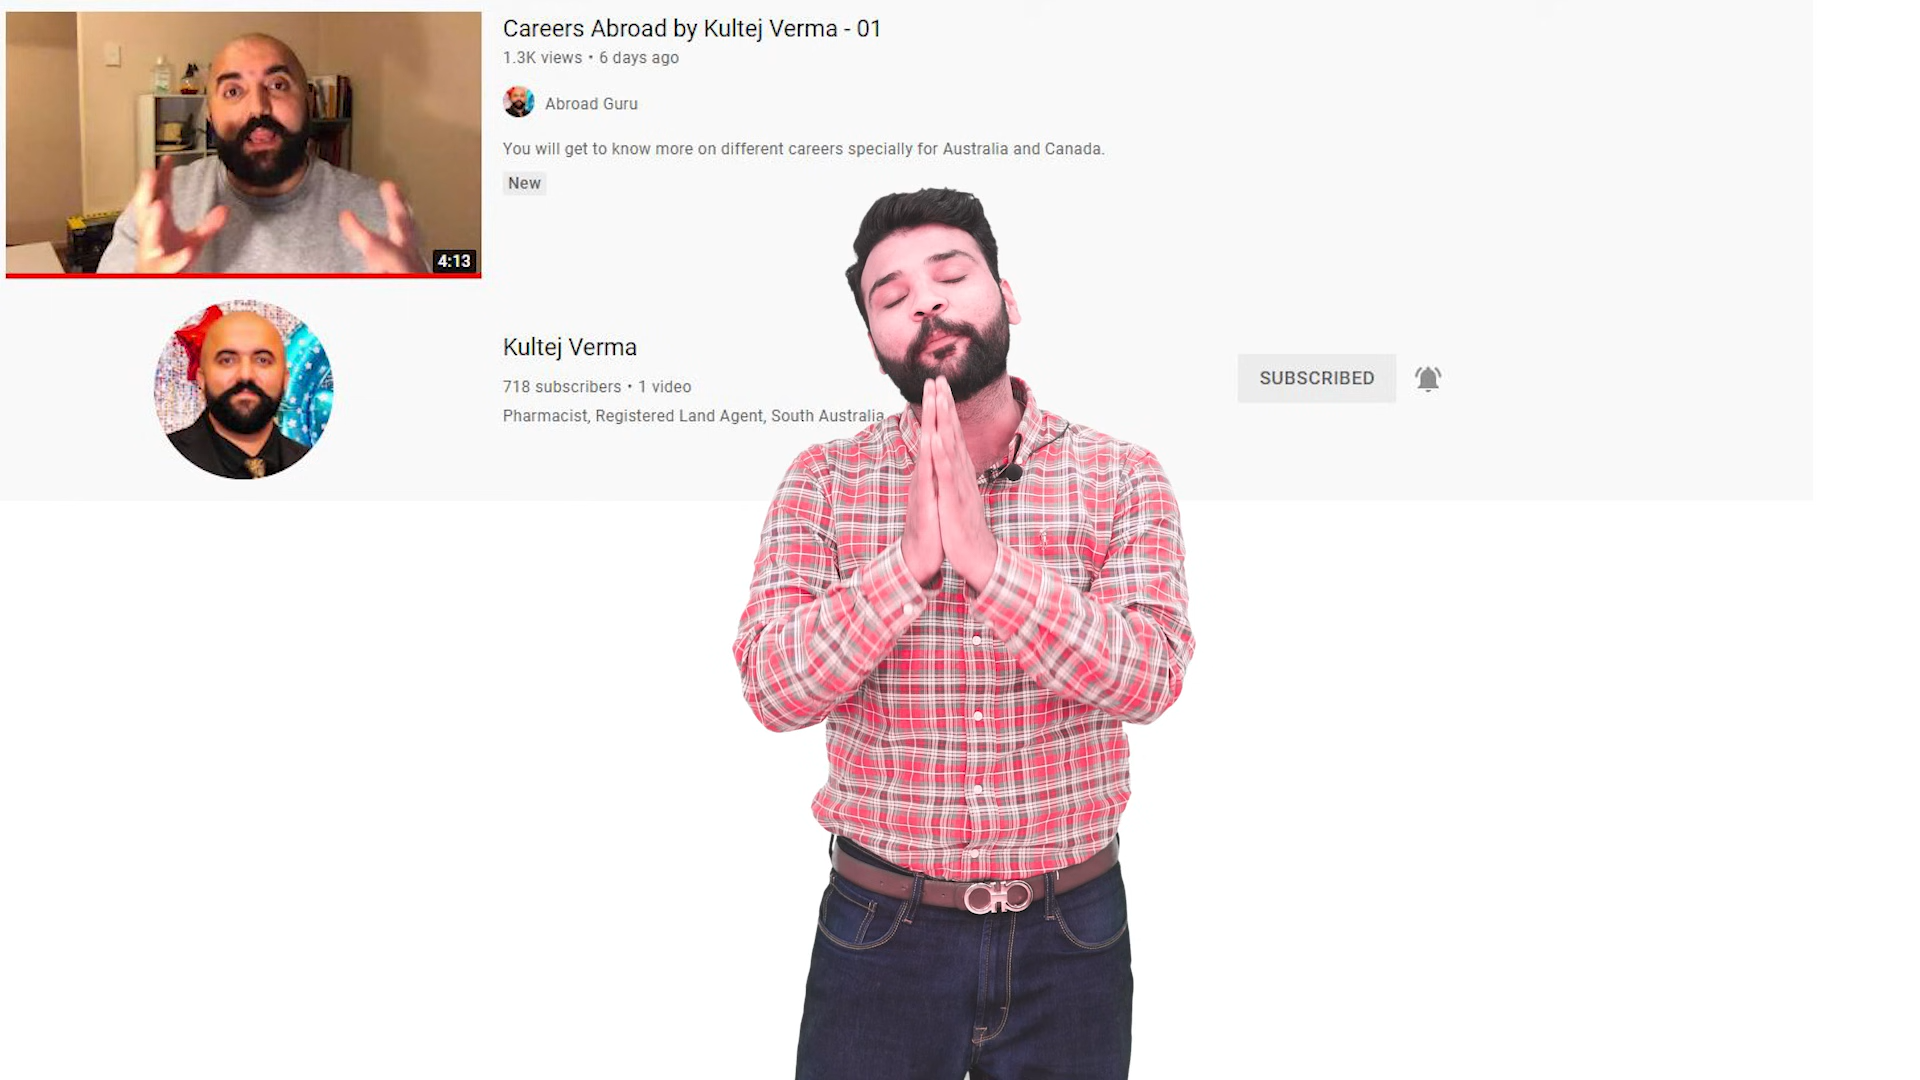 Careers Abroad by Kultej Verma - 01
1.3K views • 6 days ago
Abroad Guru
You will get to know more on different careers specially for Australia and Canada.
New
4:13
Kultej Verma
718 subscribers • 1 video
Pharmacist, Registered Land Agent, South Australia
SUBSCRIBED